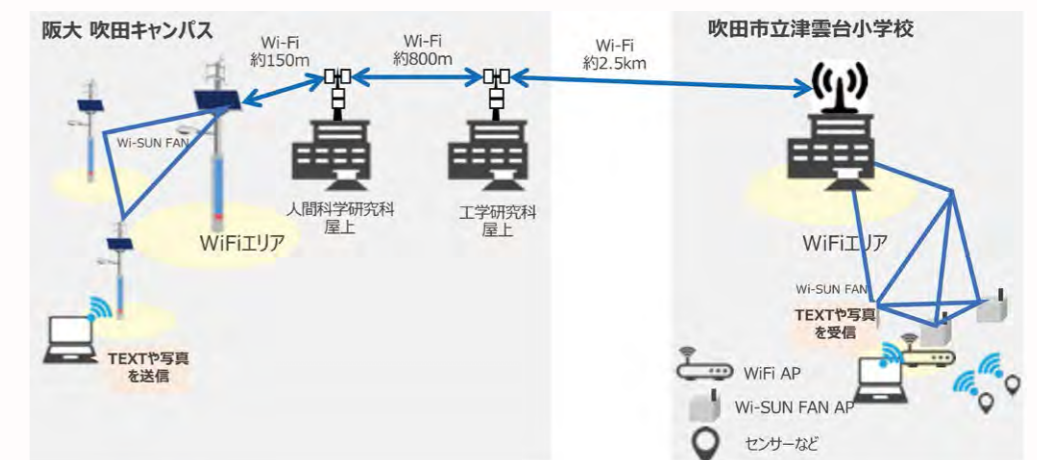 阪大 吹田キャンパス
吹田市立津雲台小学校
Wi-Fi
約150m
Wi-Fi
約800m
Wi-Fi
約2.5km
Wi-SUN FAN
人間科学研究科
屋上
工学研究科
屋上
WiFiエリア
WiFiエリア
Wi-SUN FAN
TEXTや写真
を受信
TEXTや写真
を送信
WiFi AP
Wi-SUN FAN AP
センサーなど